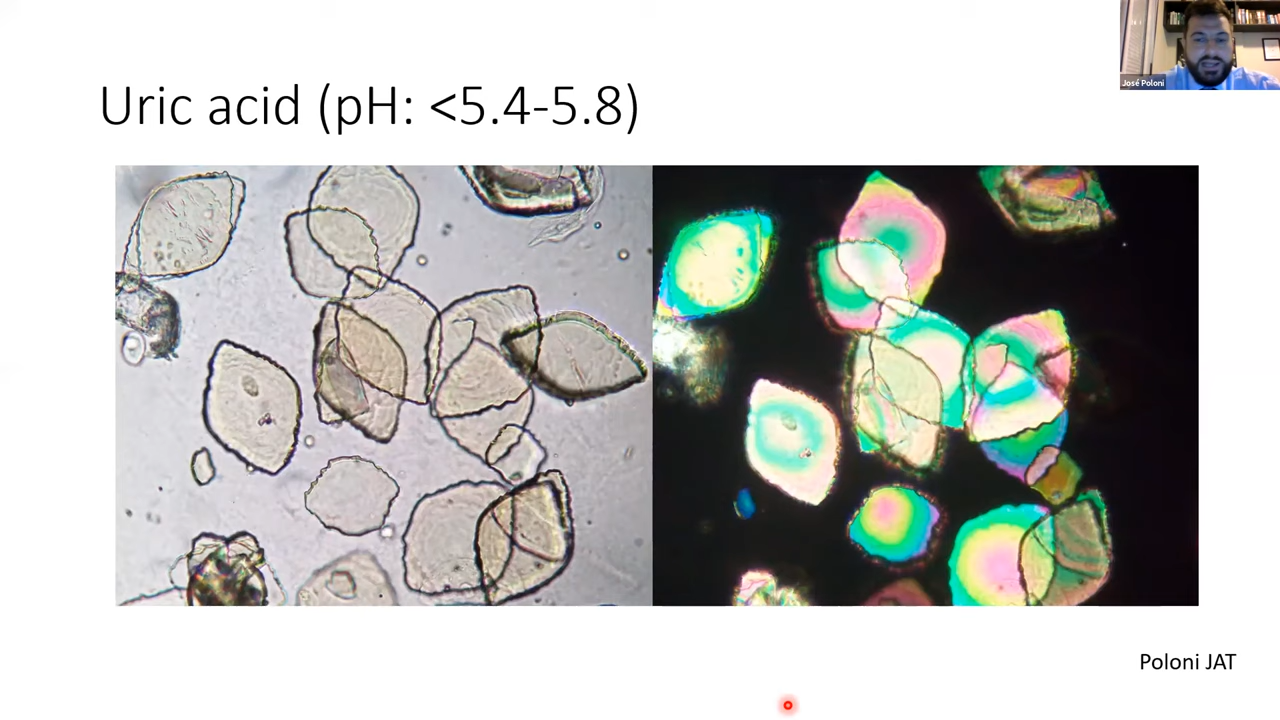 José Poloni
Uric acid (pH: <5.4-5.8)
Poloni JAT